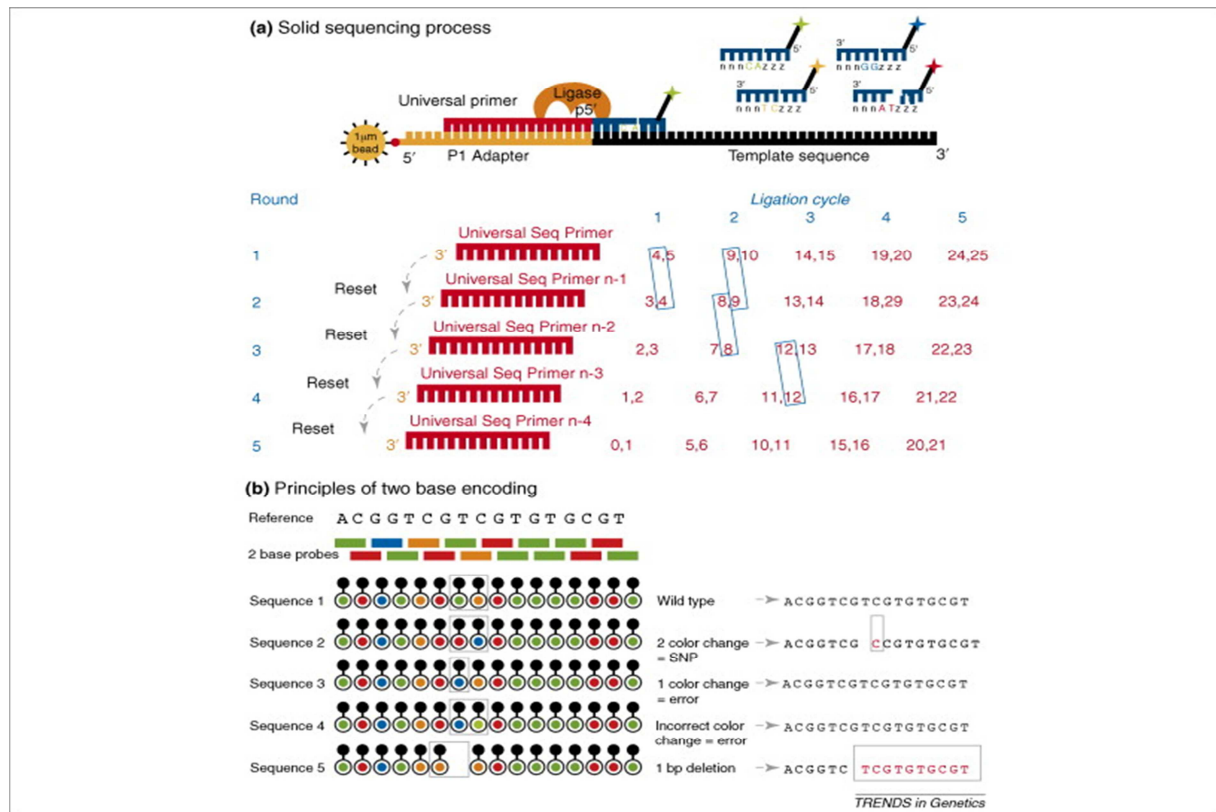 (a) Solid sequencing process
5′ 3′ 5′
nnnCAzzz nnnGGzzz
Universal primer Ligase p5′ 3′ 3′
nnnTCzzz nnnATzzz
1μm bead
5′ P1 Adapter Template sequence 3′
Round Ligation cycle
1 2 3 4 5
Universal Seq Primer
1 3′ 4,5 9,10 14,15 19,20 24,25
Reset Universal Seq Primer n-1
2 3′ 3,4 8,9 13,14 18,29 23,24
Reset Universal Seq Primer n-2
3 3′ 2,3 7,8 12,13 17,18 22,23
Reset Universal Seq Primer n-3
4 3′ 1,2 6,7 11,12 16,17 21,22
Reset Universal Seq Primer n-4
5 3′ 0,1 5,6 10,11 15,16 20,21
(b) Principles of two base encoding
Reference A C G G T C G T C G T G T G C G T
2 base probes
Sequence 1 Wild type ACGGTCGTCGTGTGCGT
Sequence 2 2 color change = SNP ACGGTCG CCGTGTGCGT
Sequence 3 1 color change = error ACGGTCGTCGTGTGCGT
Sequence 4 Incorrect color change = error ACGGTCGTCGTGTGCGT
Sequence 5 1 bp deletion ACGGTC TCGTGTGCGT
TRENDS in Genetics